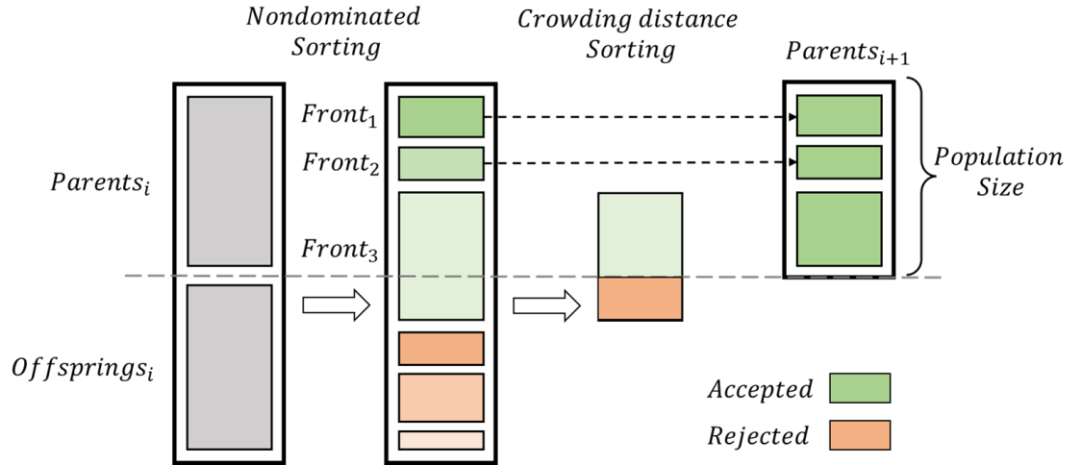 Nondominated
Sorting
Crowding distance
Sorting
Parents_{i+1}
Front_1
Front_2
Parents_i
Population
Size
Front_3
Offsprings_i
Accepted
Rejected